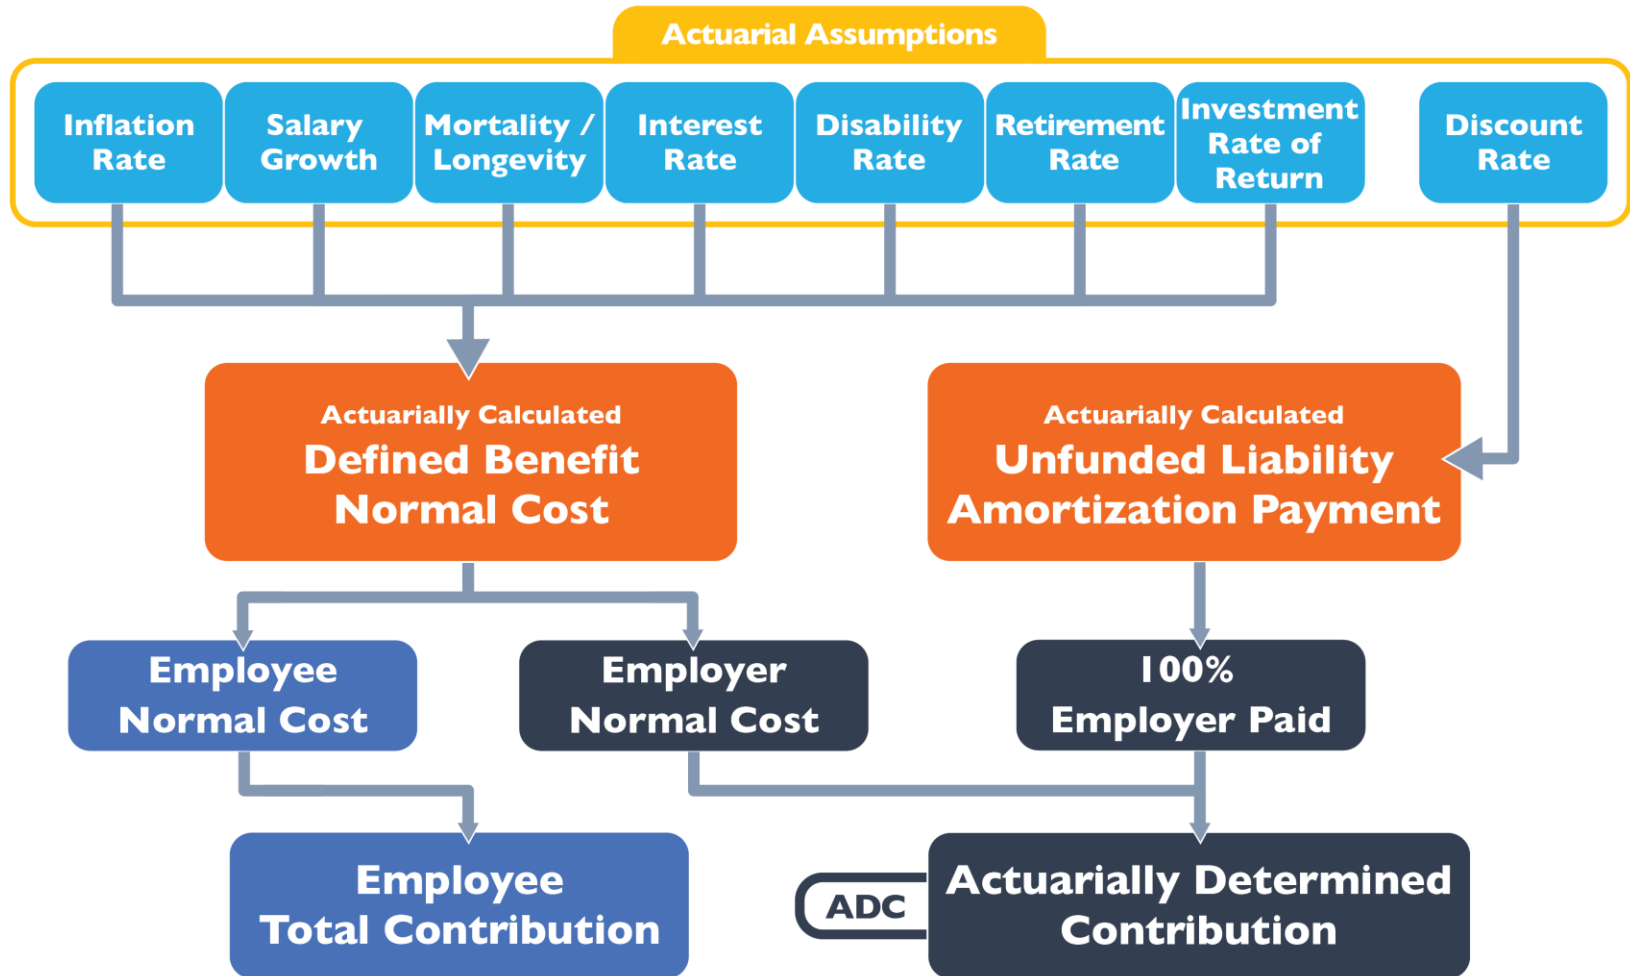 Actuarial Assumptions
Inflation
Rate
Salary
Growth
Mortality /
Longevity
Interest
Rate
Disability
Rate
Retirement
Rate
Investment
Rate of
Return
Discount
Rate
Actuarially Calculated
Defined Benefit
Normal Cost
Actuarially Calculated
Unfunded Liability
Amortization Payment
Employee
Normal Cost
Employer
Normal Cost
100%
Employer Paid
Employee
Total Contribution
ADC
Actuarially Determined
Contribution